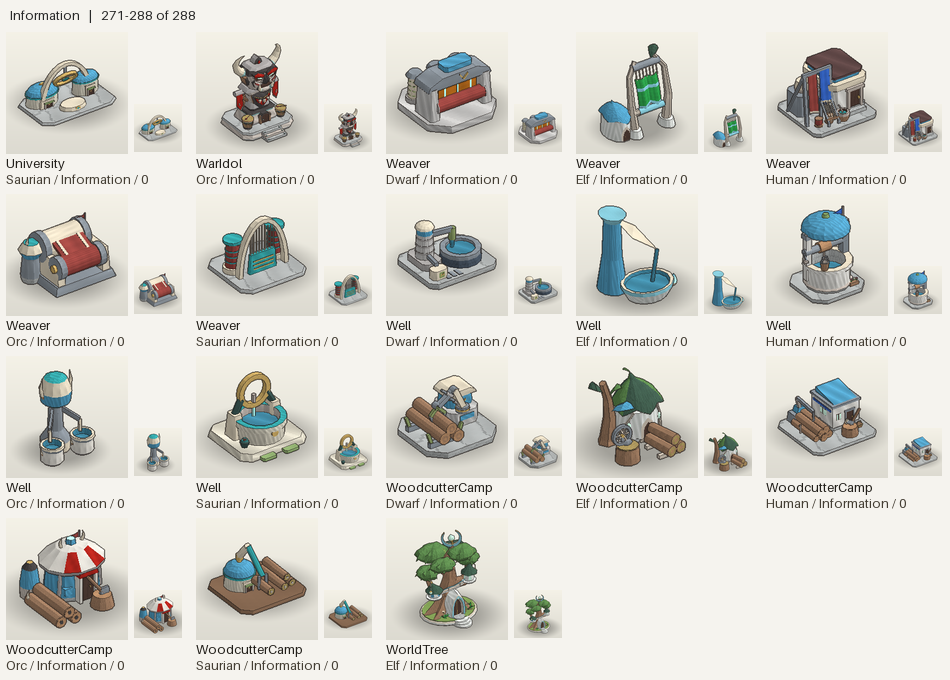 Information | 271-288 of 288
University
Saurian / Information / 0
WarIdol
Orc / Information / 0
Weaver
Dwarf / Information / 0
Weaver
Elf / Information / 0
Weaver
Human / Information / 0
Weaver
Orc / Information / 0
Weaver
Saurian / Information / 0
Well
Dwarf / Information / 0
Well
Elf / Information / 0
Well
Human / Information / 0
Well
Orc / Information / 0
Well
Saurian / Information / 0
WoodcutterCamp
Dwarf / Information / 0
WoodcutterCamp
Elf / Information / 0
WoodcutterCamp
Human / Information / 0
WoodcutterCamp
Orc / Information / 0
WoodcutterCamp
Saurian / Information / 0
WorldTree
Elf / Information / 0